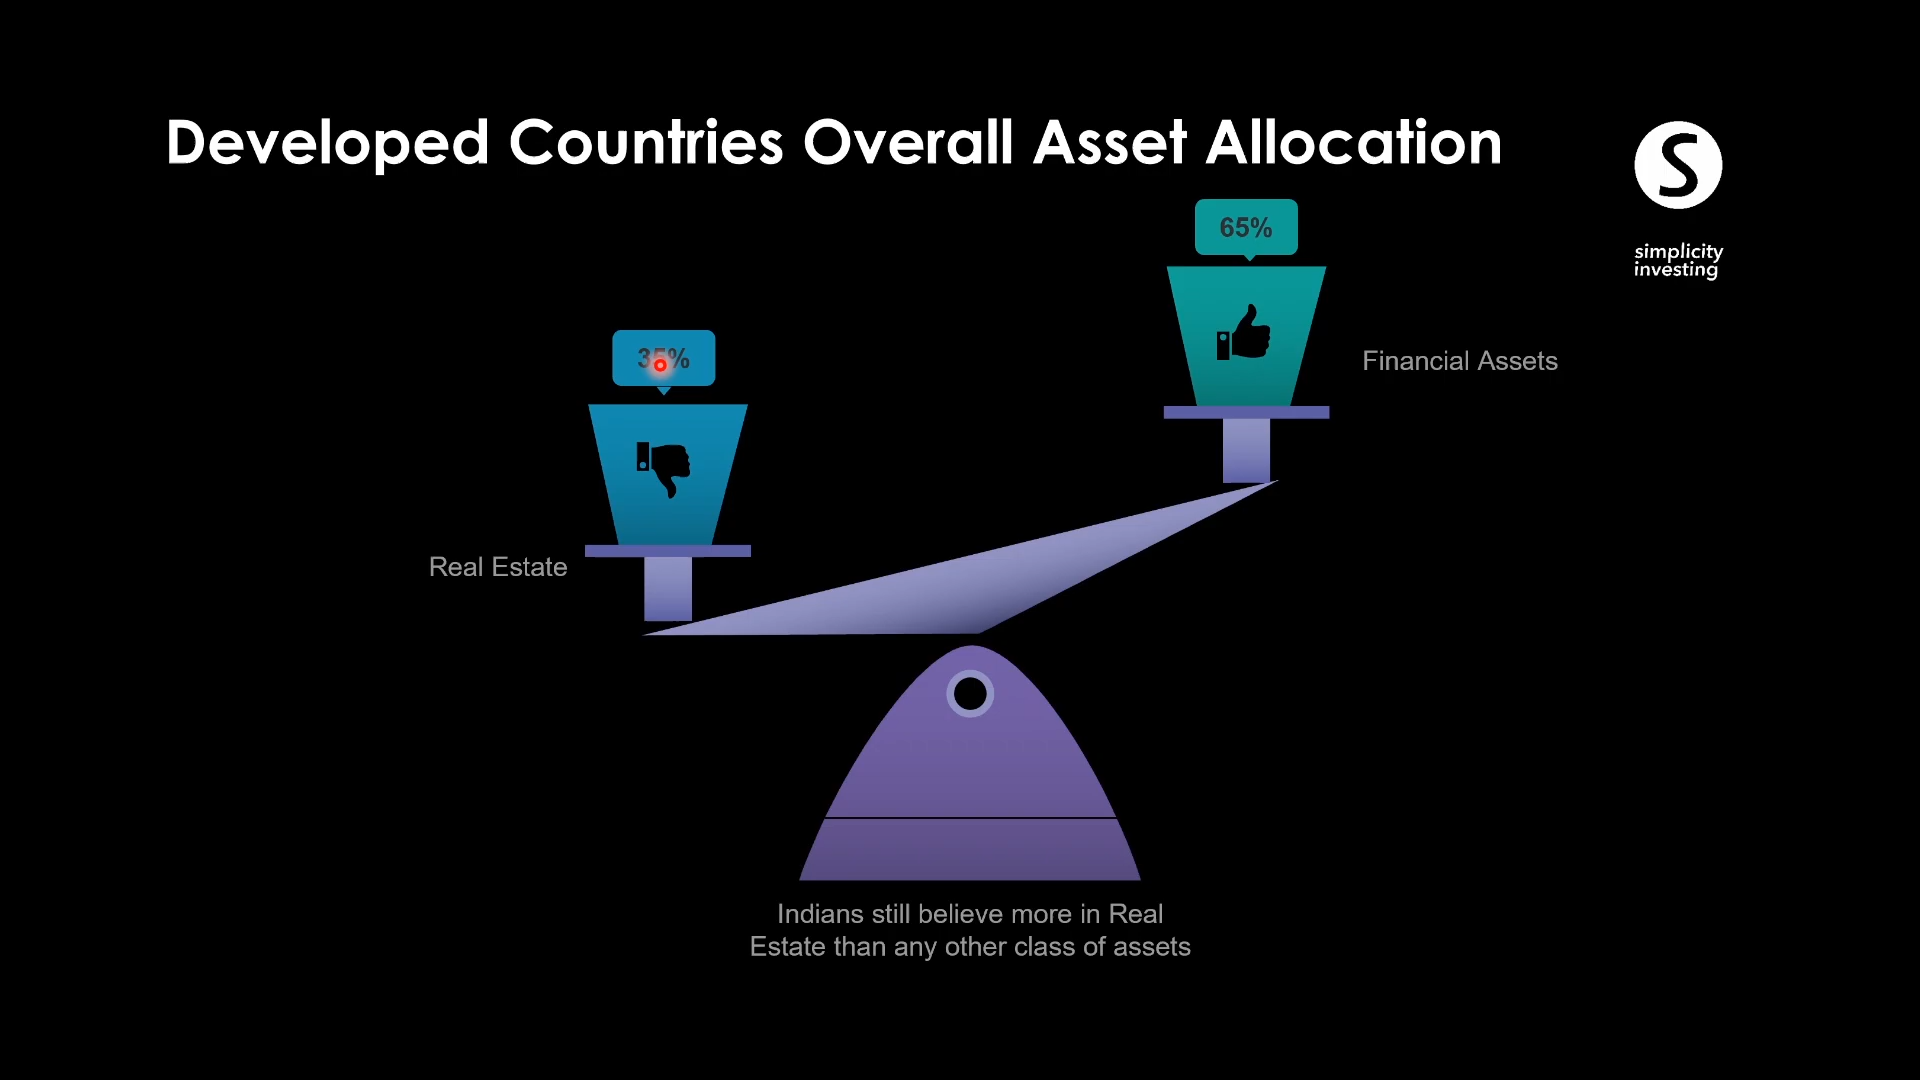 Developed Countries Overall Asset Allocation
S
simplicity
investing
65%
35%
Financial Assets
Real Estate
Indians still believe more in Real
Estate than any other class of assets